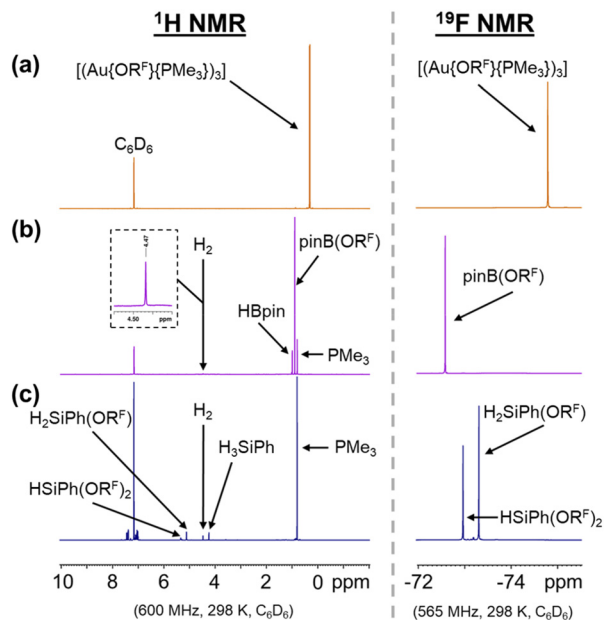 ¹H NMR
¹⁹F NMR
(a)
[(Au{ORᶠ}{PMe₃})₃]
[(Au{ORᶠ}{PMe₃})₃]
C₆D₆
(b)
4.47
4.50 ppm
H₂
pinB(ORᶠ)
HBpin
PMe₃
pinB(ORᶠ)
(c)
H₂SiPh(ORᶠ)
H₂
H₃SiPh
PMe₃
HSiPh(ORᶠ)₂
H₂SiPh(ORᶠ)
HSiPh(ORᶠ)₂
10 8 6 4 2 0 ppm
-72 -74 ppm
(600 MHz, 298 K, C₆D₆)
(565 MHz, 298 K, C₆D₆)